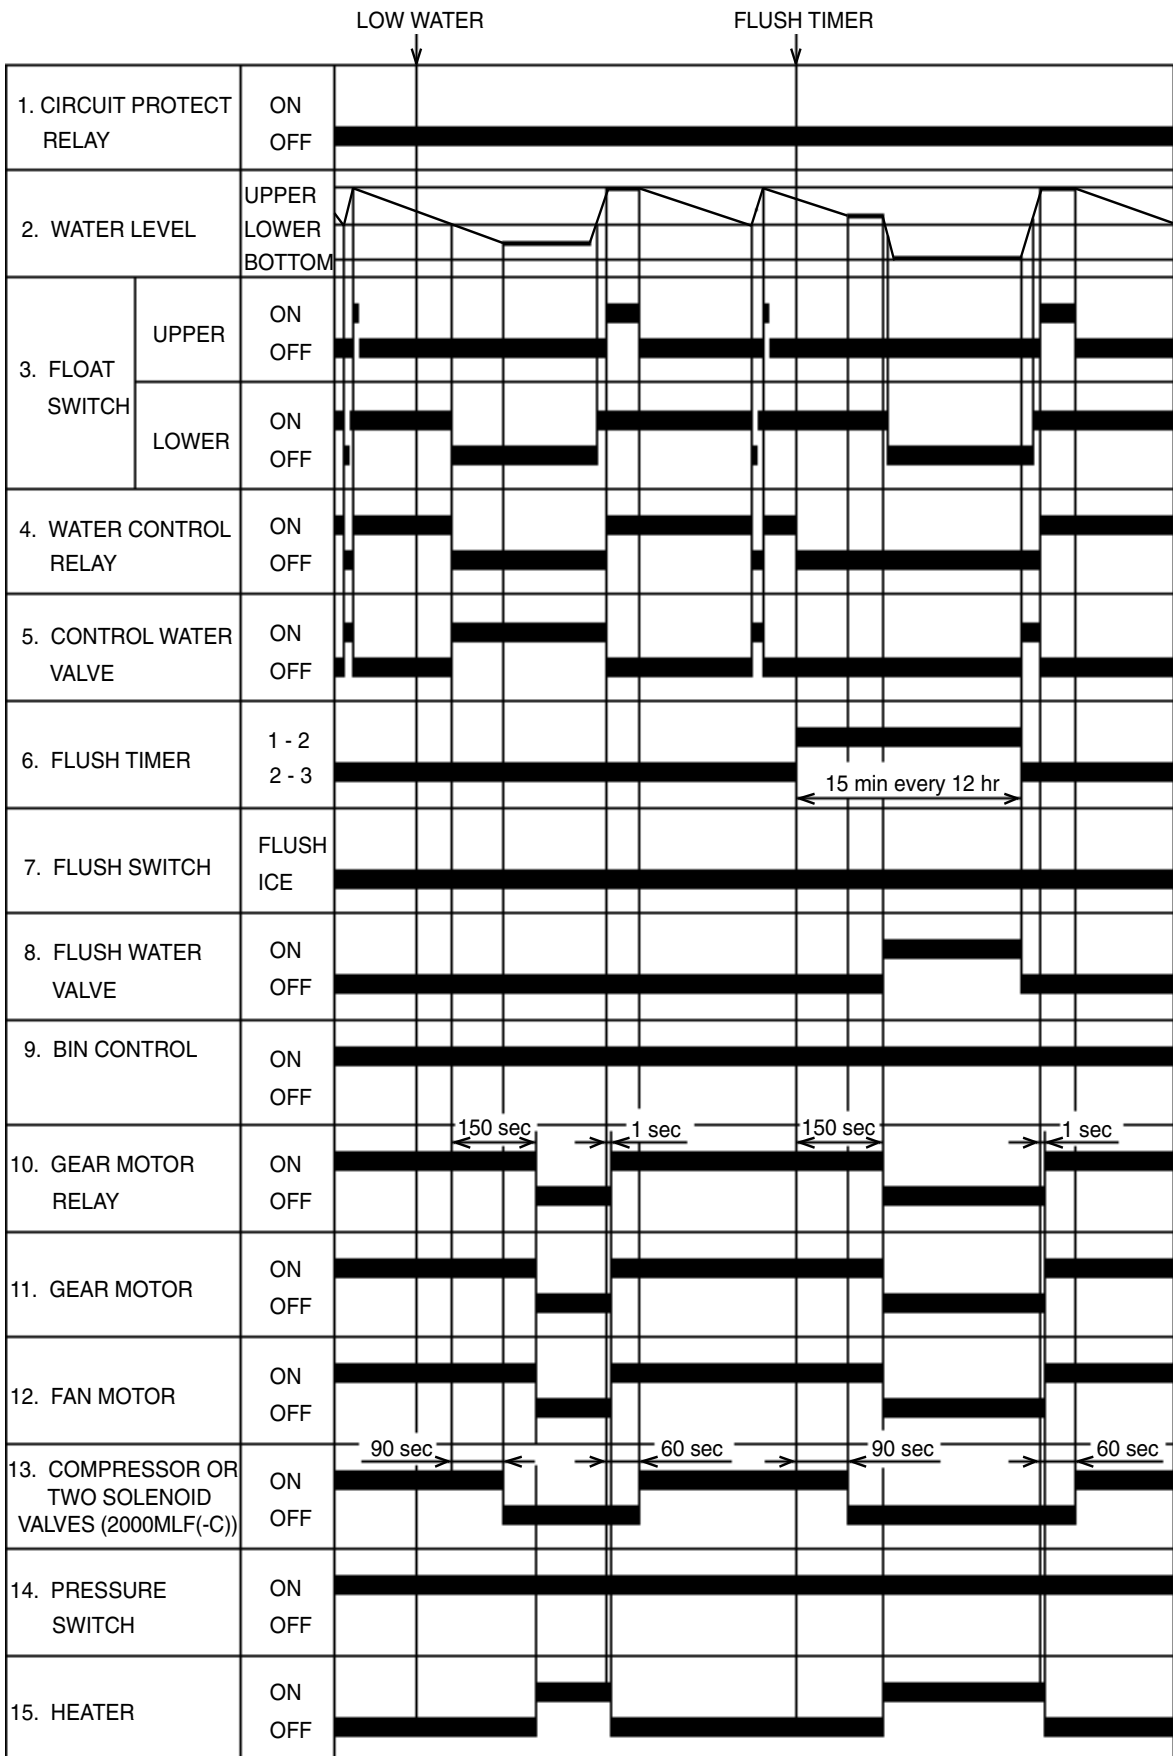 LOW WATER
FLUSH TIMER
1. CIRCUIT PROTECT
RELAY
ON
OFF
2. WATER LEVEL
UPPER
LOWER
BOTTOM
3. FLOAT
SWITCH
UPPER
ON
OFF
LOWER
ON
OFF
4. WATER CONTROL
RELAY
ON
OFF
5. CONTROL WATER
VALVE
ON
OFF
6. FLUSH TIMER
1 - 2
2 - 3
15 min every 12 hr
7. FLUSH SWITCH
FLUSH
ICE
8. FLUSH WATER
VALVE
ON
OFF
9. BIN CONTROL
ON
OFF
150 sec
1 sec
150 sec
1 sec
10. GEAR MOTOR
RELAY
ON
OFF
11. GEAR MOTOR
ON
OFF
12. FAN MOTOR
ON
OFF
90 sec
60 sec
90 sec
60 sec
13. COMPRESSOR OR
TWO SOLENOID
VALVES (2000MLF(-C))
ON
OFF
14. PRESSURE
SWITCH
ON
OFF
15. HEATER
ON
OFF